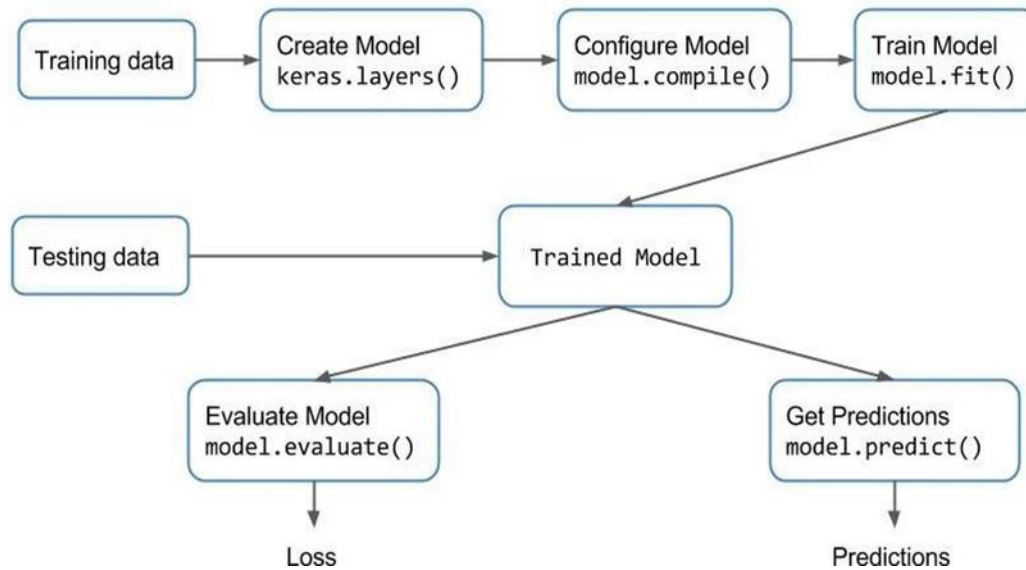 Training data
Create Model
keras.layers()
Configure Model
model.compile()
Train Model
model.fit()
Testing data
Trained Model
Evaluate Model
model.evaluate()
Get Predictions
model.predict()
Loss
Predictions